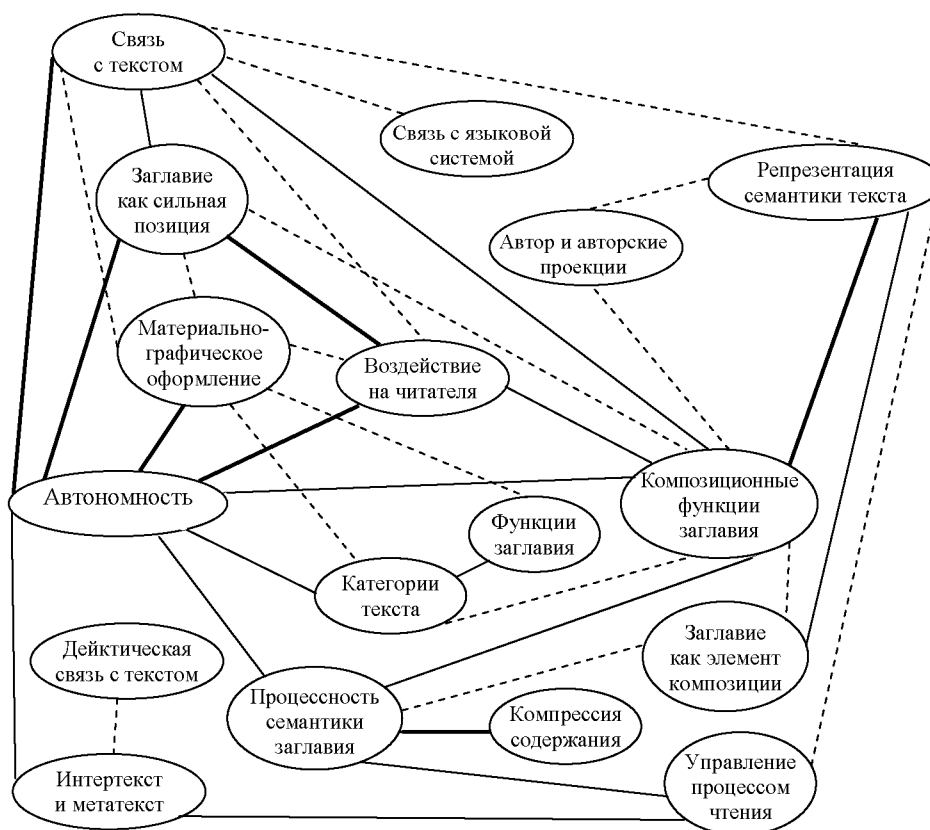 Связь
с текстом
Связь с языковой
системой
Репрезентация
семантики текста
Заглавие
как сильная
позиция
Автор и авторские
проекции
Материально-
графическое
оформление
Воздействие
на читателя
Автономность
Композиционные
функции
заглавия
Функции
заглавия
Категории
текста
Дейктическая
связь с текстом
Заглавие
как элемент
композиции
Процессность
семантики
заглавия
Компрессия
содержания
Интертекст
и метатекст
Управление
процессом
чтения